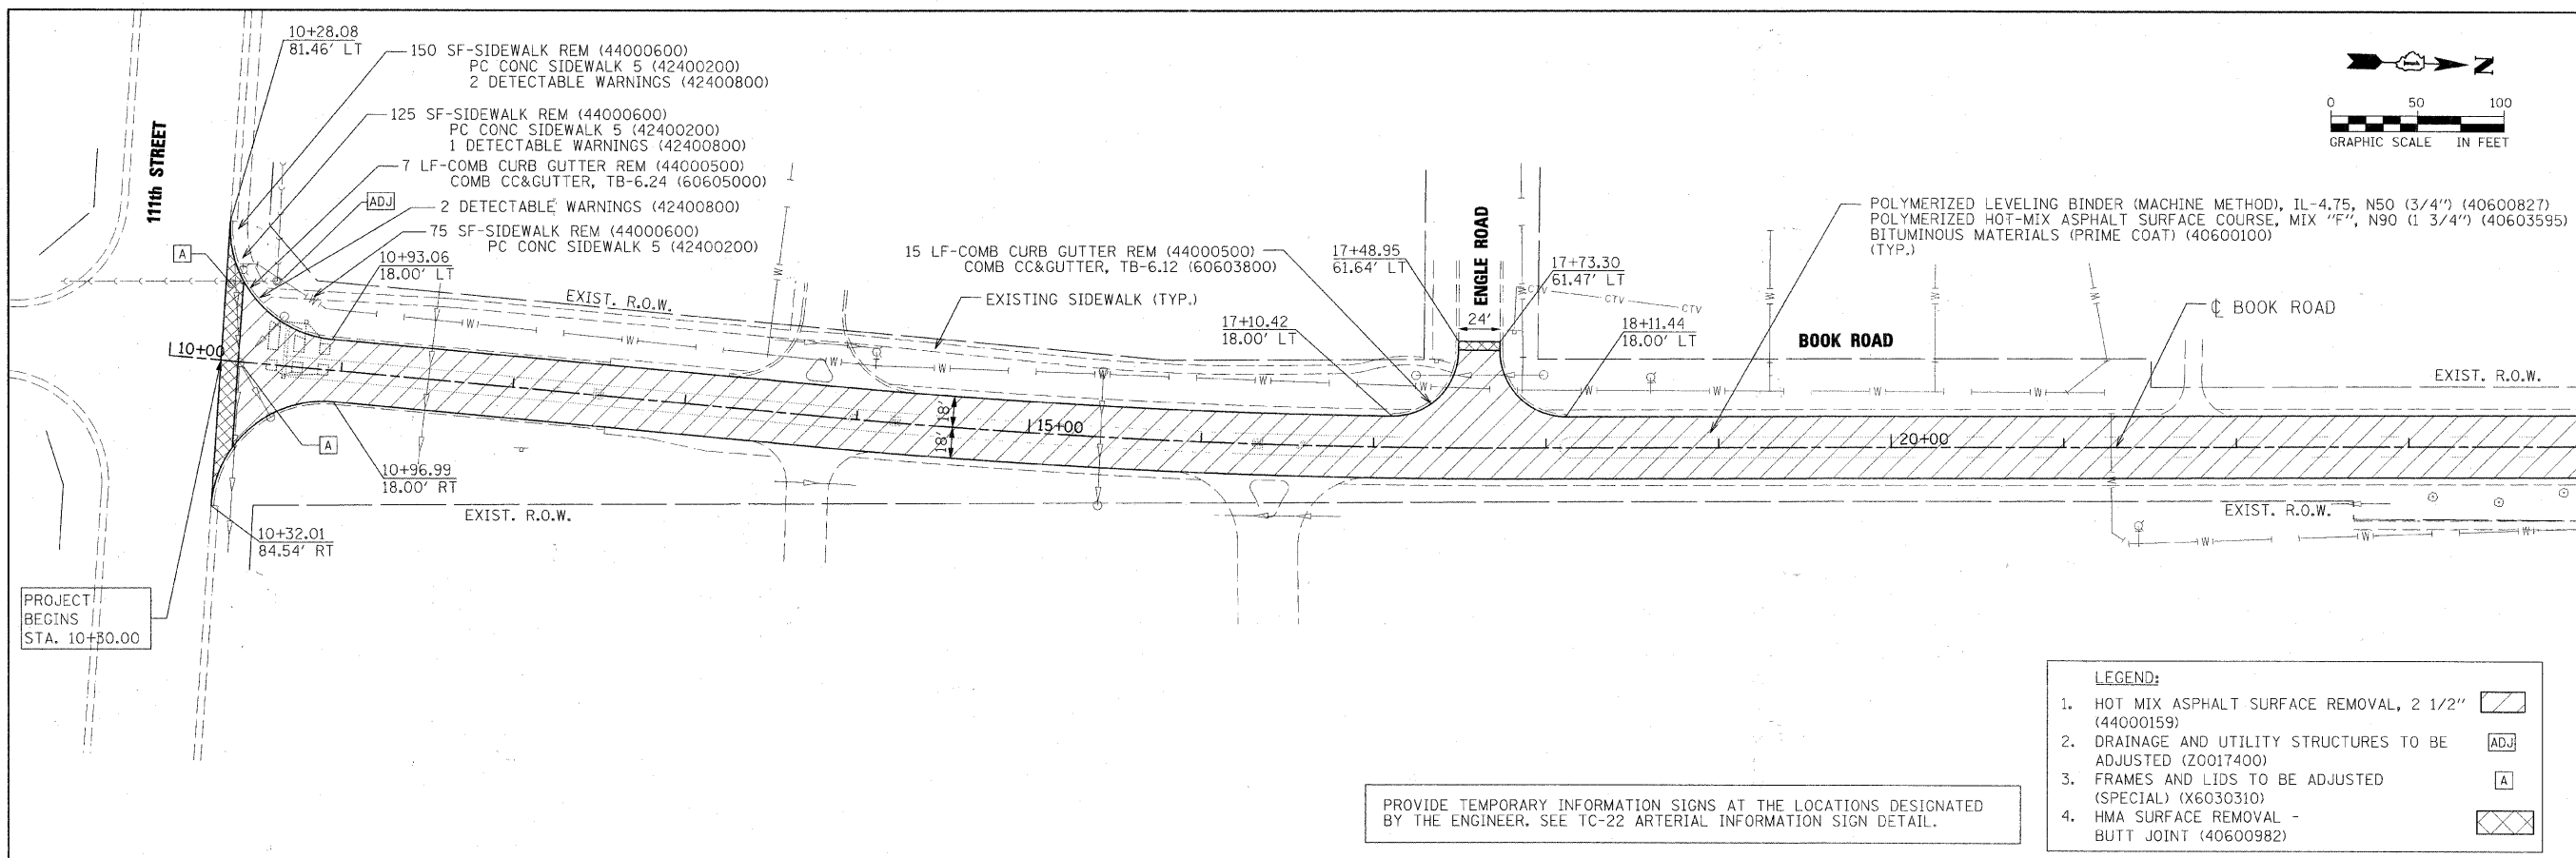 10+28.08
81.46' LT
150 SF-SIDEWALK REM (44000600)
PC CONC SIDEWALK 5 (42400200)
2 DETECTABLE WARNINGS (42400800)
125 SF-SIDEWALK REM (44000600)
PC CONC SIDEWALK 5 (42400200)
1 DETECTABLE WARNINGS (42400800)
7 LF-COMB CURB GUTTER REM (44000500)
COMB CC&GUTTER, TB-6.24 (60605000)
ADJ
2 DETECTABLE WARNINGS (42400800)
75 SF-SIDEWALK REM (44000600)
PC CONC SIDEWALK 5 (42400200)
111th STREET
A
10+93.06
18.00' LT
EXIST. R.O.W.
10+00
A
10+96.99
18.00' RT
10+32.01
84.54' RT
EXIST. R.O.W.
PROJECT
BEGINS
STA. 10+30.00
15 LF-COMB CURB GUTTER REM (44000500)
COMB CC&GUTTER, TB-6.12 (60603800)
EXISTING SIDEWALK (TYP.)
17+10.42
18.00' LT
17+48.95
61.64' LT
ENGLE ROAD
24'
17+73.30
61.47' LT
CTV
CTV
CTV
18+11.44
18.00' LT
18'
18'
15+00
BOOK ROAD
20+00
N
0 50 100
GRAPHIC SCALE IN FEET
POLYMERIZED LEVELING BINDER (MACHINE METHOD), IL-4.75, N50 (3/4") (40600827)
POLYMERIZED HOT-MIX ASPHALT SURFACE COURSE, MIX "F", N90 (1 3/4") (40603595)
BITUMINOUS MATERIALS (PRIME COAT) (40600100)
(TYP.)
℄ BOOK ROAD
EXIST. R.O.W.
EXIST. R.O.W.
W W W W W W W W W W W W W W W W W W W W W W W W
PROVIDE TEMPORARY INFORMATION SIGNS AT THE LOCATIONS DESIGNATED
BY THE ENGINEER. SEE TC-22 ARTERIAL INFORMATION SIGN DETAIL.
LEGEND:
1. HOT MIX ASPHALT SURFACE REMOVAL, 2 1/2"
(44000159)
2. DRAINAGE AND UTILITY STRUCTURES TO BE ADJ
ADJUSTED (Z0017400)
3. FRAMES AND LIDS TO BE ADJUSTED A
(SPECIAL) (X6030310)
4. HMA SURFACE REMOVAL -
BUTT JOINT (40600982)